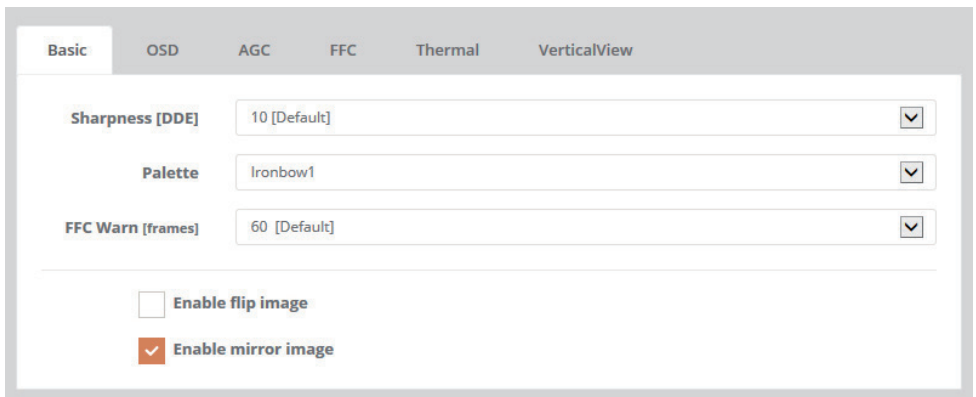 Basic OSD AGC FFC Thermal VerticalView
Sharpness [DDE] 10 [Default]
Palette Ironbow1
FFC Warn [frames] 60 [Default]
Enable flip image
Enable mirror image